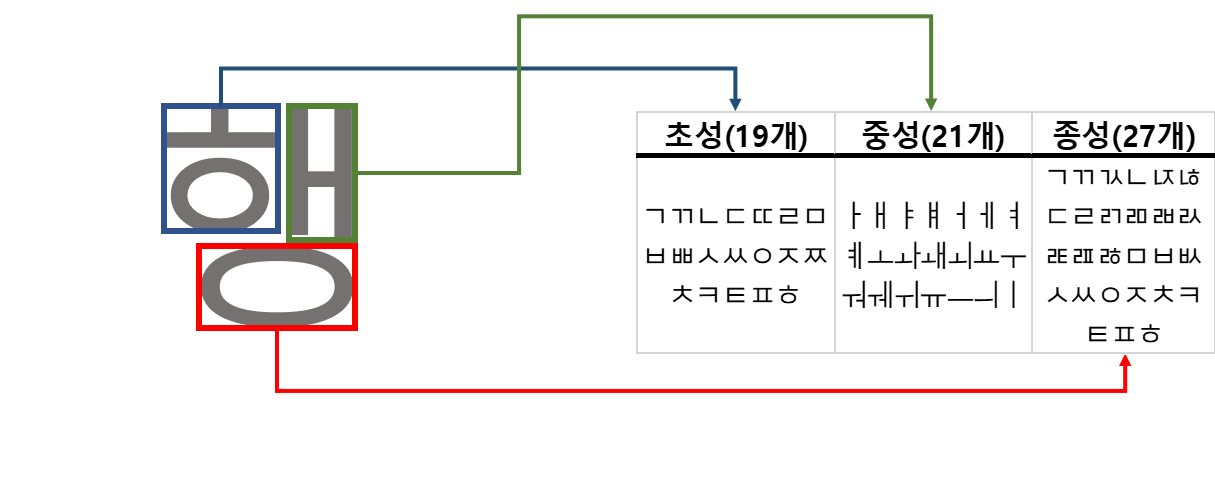 행
초성(19개) 중성(21개) 종성(27개)
ㄱㄲㄴㄷㄸㄹㅁ
ㅂㅃㅅㅆㅇㅈㅉ
ㅊㅋㅌㅍㅎ
ㅏㅐㅑㅒㅓㅔㅕ
ㅖㅗㅘㅙㅚㅛㅜ
ㅝㅞㅟㅠㅡㅢㅣ
ㄱㄲㄳㄴㄵㄶ
ㄷㄹㄺㄻㄼㄽ
ㄾㄿㅀㅁㅂㅄ
ㅅㅆㅇㅈㅊㅋ
ㅌㅍㅎ